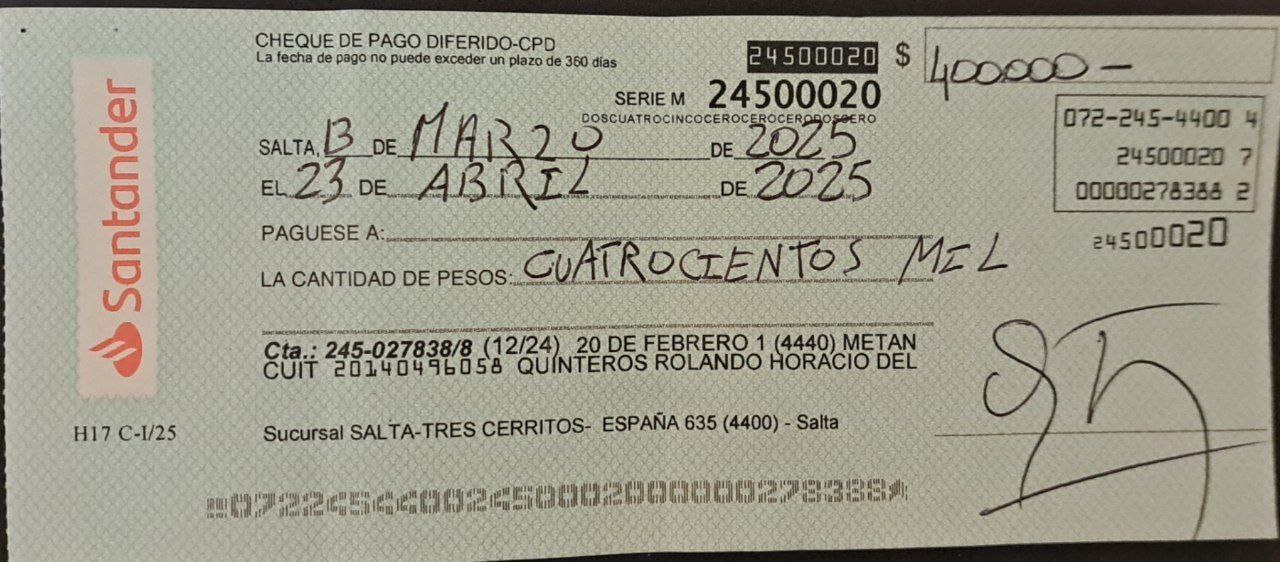 Santander
H17 C-I/25
CHEQUE DE PAGO DIFERIDO-CPD
La fecha de pago no puede exceder un plazo de 360 días
24500020 $ 400.000 -
SERIE M 24500020
DOSCUATROCINCOCEROCEROCERODOSCERO
072-245-4400 4
24500020 7
00000278388 2
24500020
SALTA, 13 DE MARZO DE 2025
EL 23 DE ABRIL DE 2025
PAGUESE A:
LA CANTIDAD DE PESOS: CUATROCIENTOS MIL
Cta.: 245-027838/8 (12/24) 20 DE FEBRERO 1 (4440) METAN
CUIT 20140496058 QUINTEROS ROLANDO HORACIO DEL
Sucursal SALTA-TRES CERRITOS- ESPAÑA 635 (4400) - Salta
072245440024500020000000278388